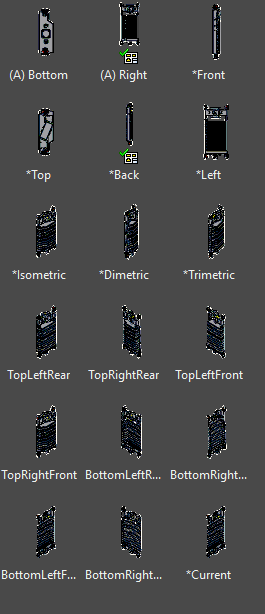 (A) Bottom (A) Right *Front
*Top *Back *Left
*Isometric *Dimetric *Trimetric
TopLeftRear TopRightRear TopLeftFront
TopRightFront BottomLeftR... BottomRight...
BottomLeftF... BottomRight... *Current